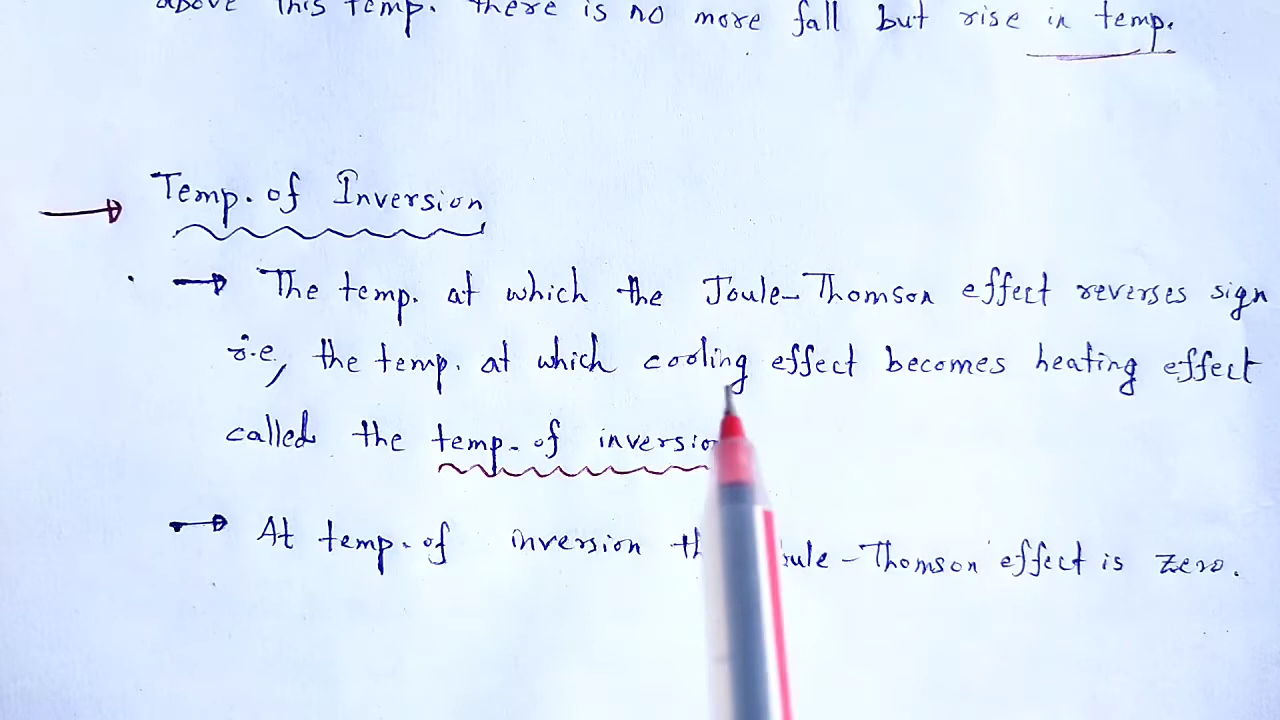 above this temp. there is no more fall but rise in temp.
Temp. of Inversion
The temp. at which the Joule-Thomson effect reverses sign
i.e, the temp. at which cooling effect becomes heating effect
called the temp. of
At temp. of inversion Thomson effect is zero.